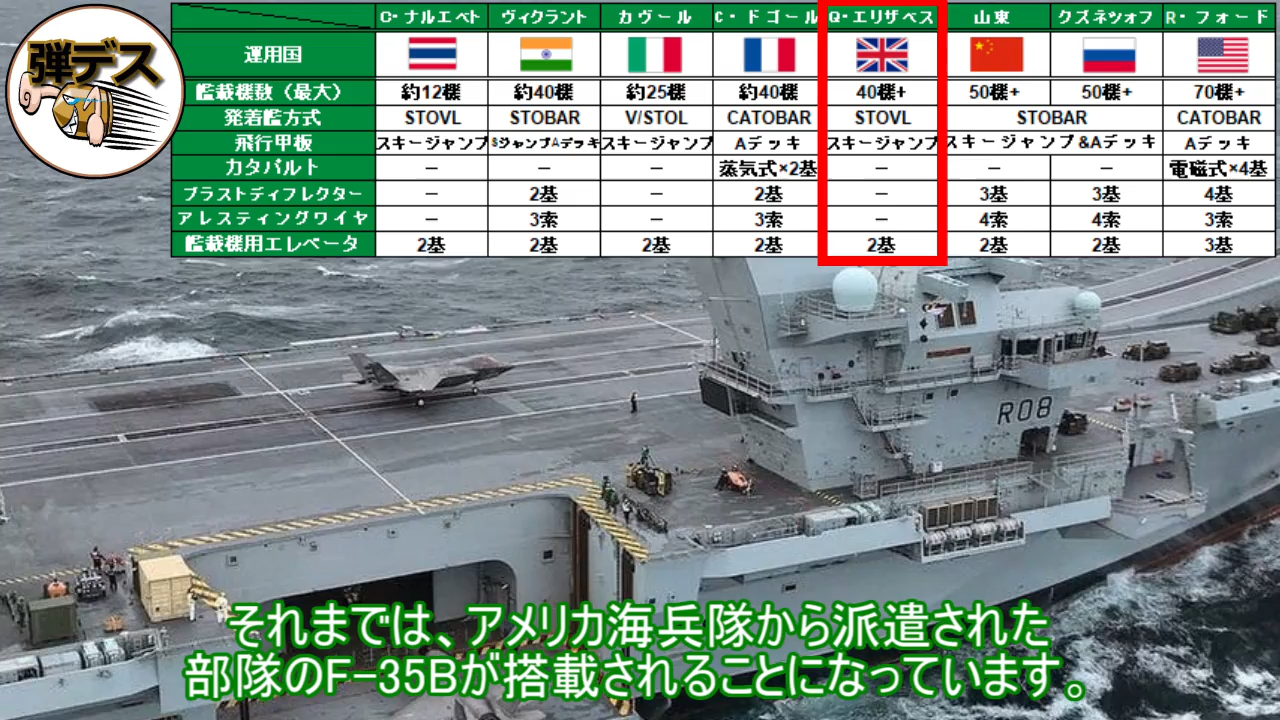 弾デス
C・ナルエベト ヴィクラント カヴール C・ドゴール Q・エリザベス 山東 クズネツォフ R・フォード
運用国
艦載機数（最大） 約12機 約40機 約25機 約40機 40機+ 50機+ 50機+ 70機+
発着艦方式 STOVL STOBAR V/STOL CATOBAR STOVL STOBAR CATOBAR
飛行甲板 スキージャンプ SジャンプAデッキ スキージャンプ Aデッキ スキージャンプ スキージャンプ&Aデッキ Aデッキ
カタパルト － － － 蒸気式×2基 － － － 電磁式×4基
ブラストディフレクター － 2基 － 2基 － 3基 3基 4基
アレスティングワイヤ － 3索 － 3索 － 4索 4索 3索
艦載機用エレベータ 2基 2基 2基 2基 2基 2基 2基 3基
R08
それまでは、アメリカ海兵隊から派遣された
部隊のF-35Bが搭載されることになっています。